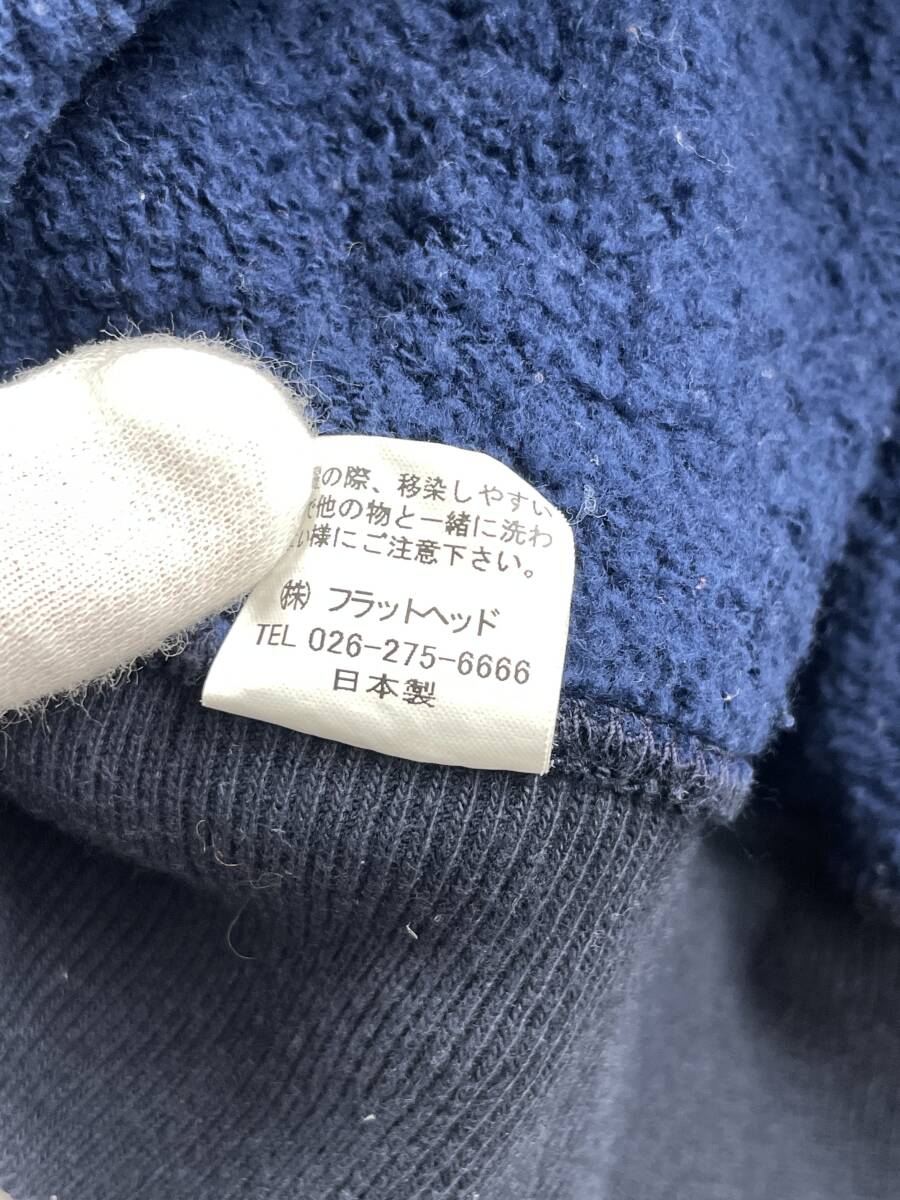 の際、移染しやすい
で他の物と一緒に洗わ
い様にご注意下さい。
㈱ フラットヘッド
TEL 026-275-6666
日本製